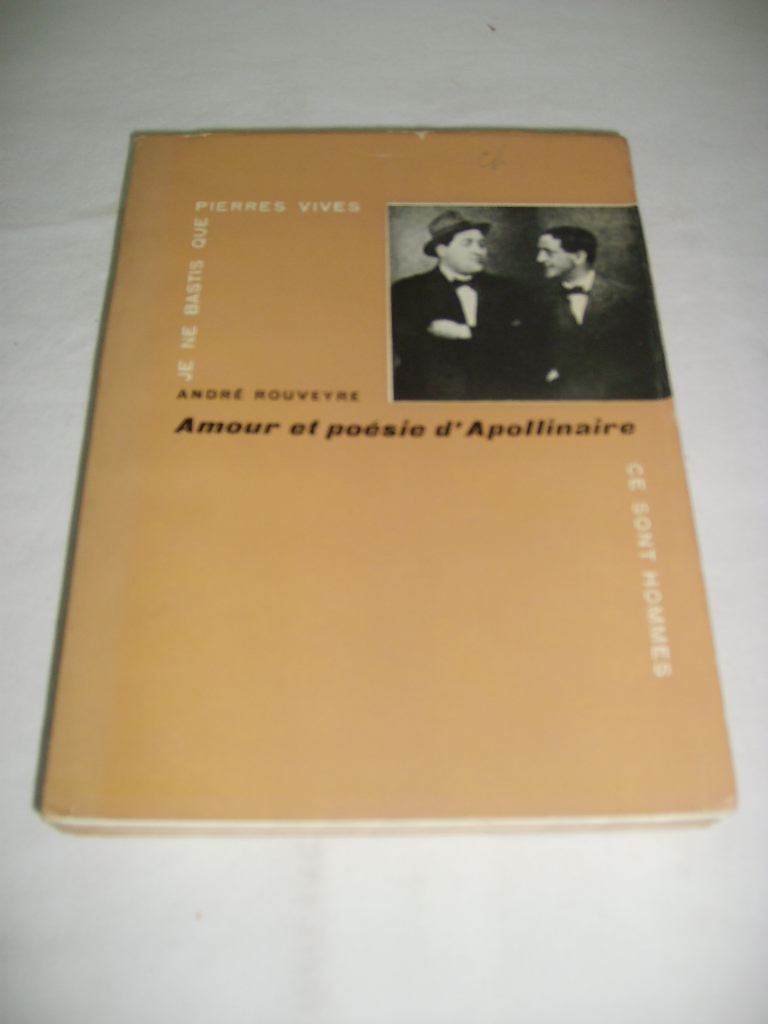 JE NE BASTIS QUE
PIERRES VIVES
ANDRÉ ROUVEYRE
Amour et poésie d'Apollinaire
CE SONT HOMMES